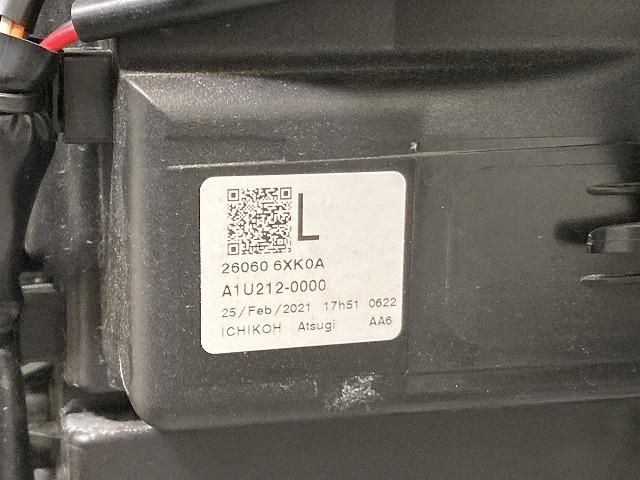 L
26060 6XK0A
A1U212-0000
25/Feb/2021 17h51 0622
ICHIKOH Atsugi AA6